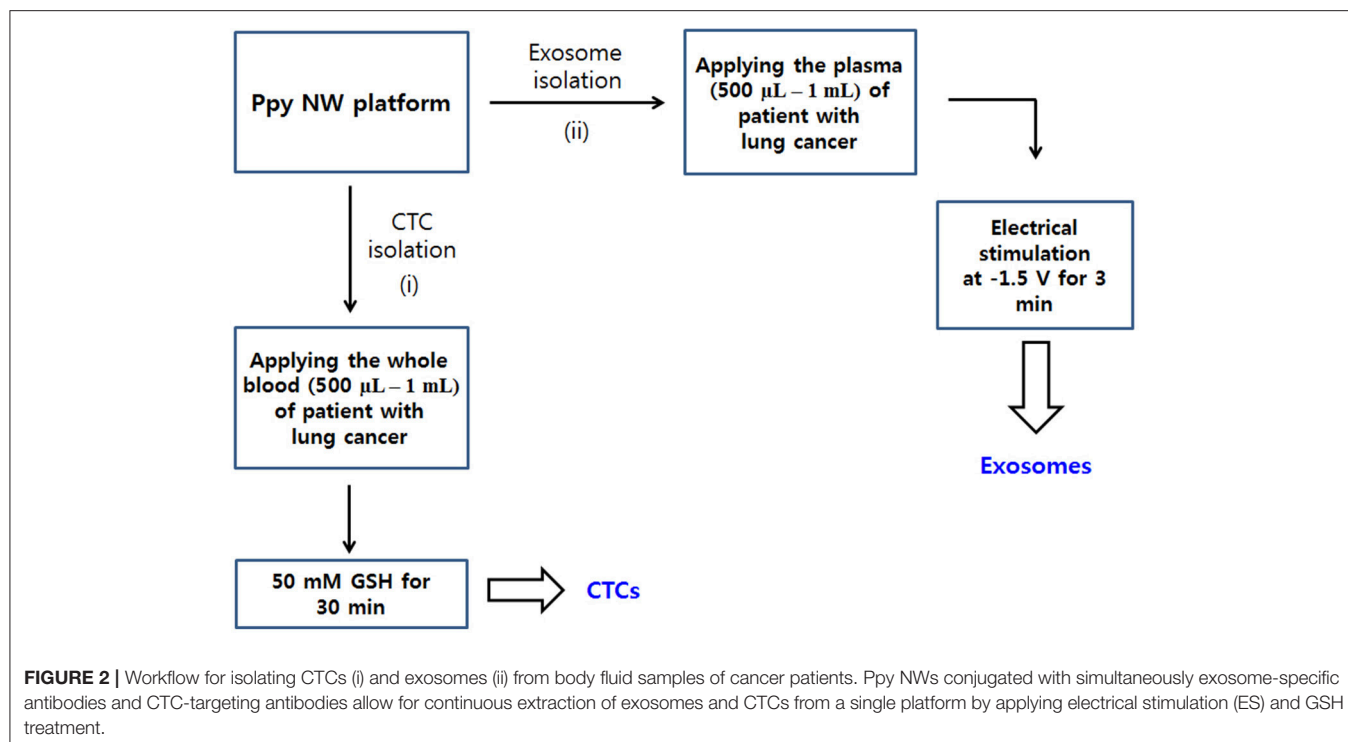 Ppy NW platform
Exosome
isolation
(ii)
Applying the plasma
(500 μL – 1 mL) of
patient with
lung cancer
Electrical
stimulation
at -1.5 V for 3
min
Exosomes
CTC
isolation
(i)
Applying the whole
blood (500 μL – 1 mL)
of patient with
lung cancer
50 mM GSH for
30 min
CTCs
FIGURE 2 | Workflow for isolating CTCs (i) and exosomes (ii) from body fluid samples of cancer patients. Ppy NWs conjugated with simultaneously exosome-specific
antibodies and CTC-targeting antibodies allow for continuous extraction of exosomes and CTCs from a single platform by applying electrical stimulation (ES) and GSH
treatment.